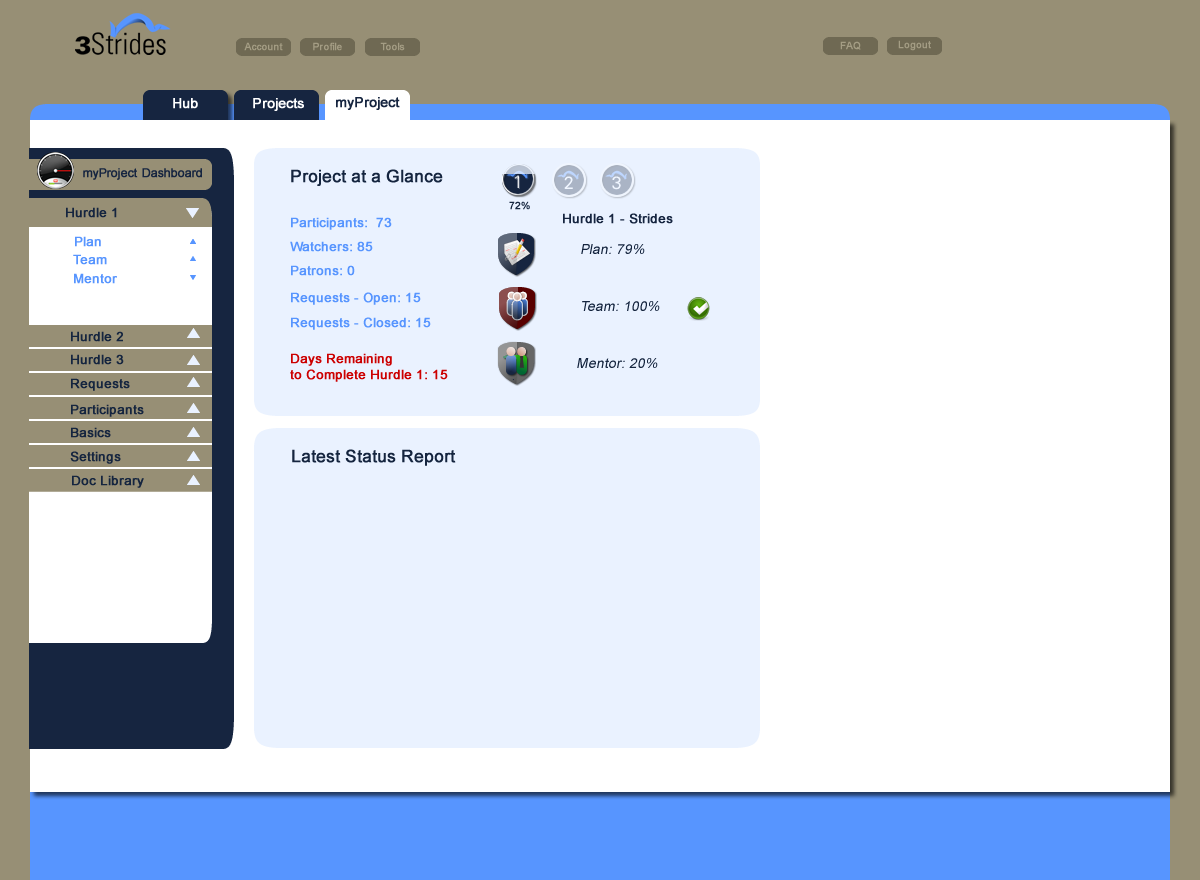 3Strides
Account Profile Tools
FAQ Logout
Hub Projects myProject
myProject Dashboard
Hurdle 1
Plan
Team
Mentor
Hurdle 2
Hurdle 3
Requests
Participants
Basics
Settings
Doc Library
Project at a Glance
1 2 3
72%
Participants: 73
Watchers: 85
Patrons: 0
Requests - Open: 15
Requests - Closed: 15
Days Remaining
to Complete Hurdle 1: 15
Hurdle 1 - Strides
Plan: 79%
Team: 100%
Mentor: 20%
Latest Status Report